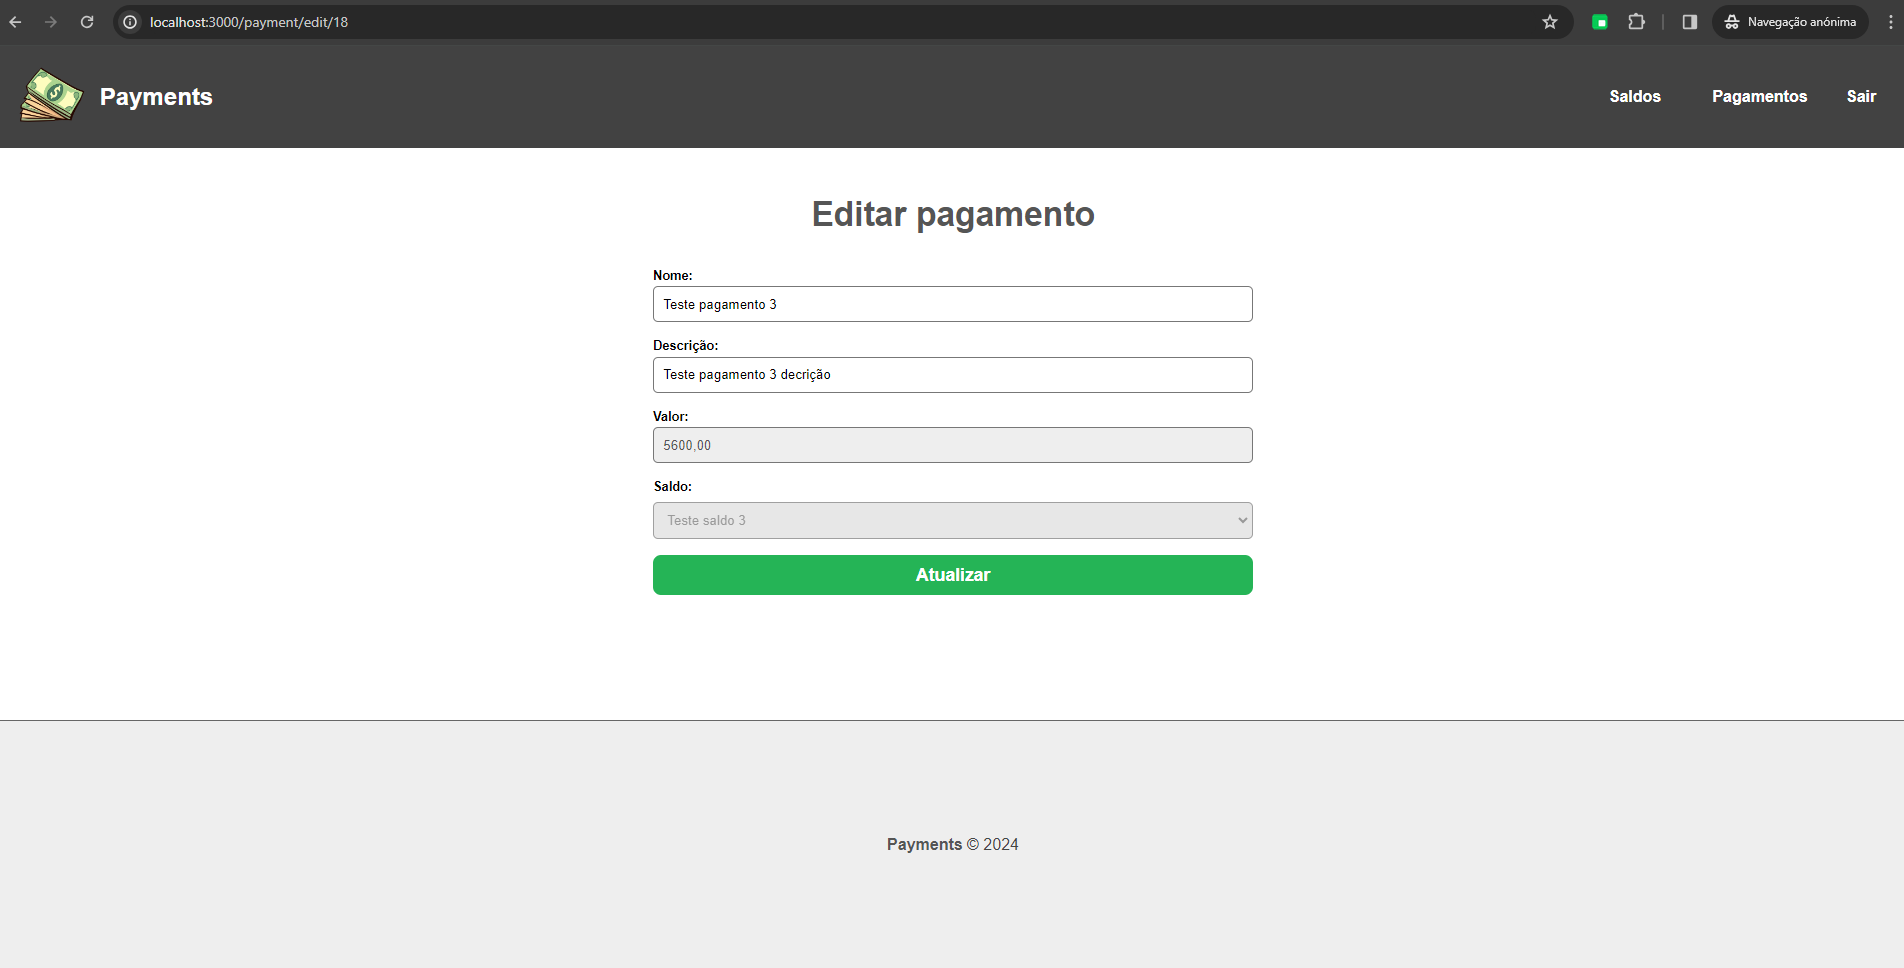 localhost:3000/payment/edit/18
Navegação anónima
Payments
Saldos
Pagamentos
Sair
Editar pagamento
Nome:
Teste pagamento 3
Descrição:
Teste pagamento 3 decrição
Valor:
5600,00
Saldo:
Teste saldo 3
Atualizar
Payments © 2024